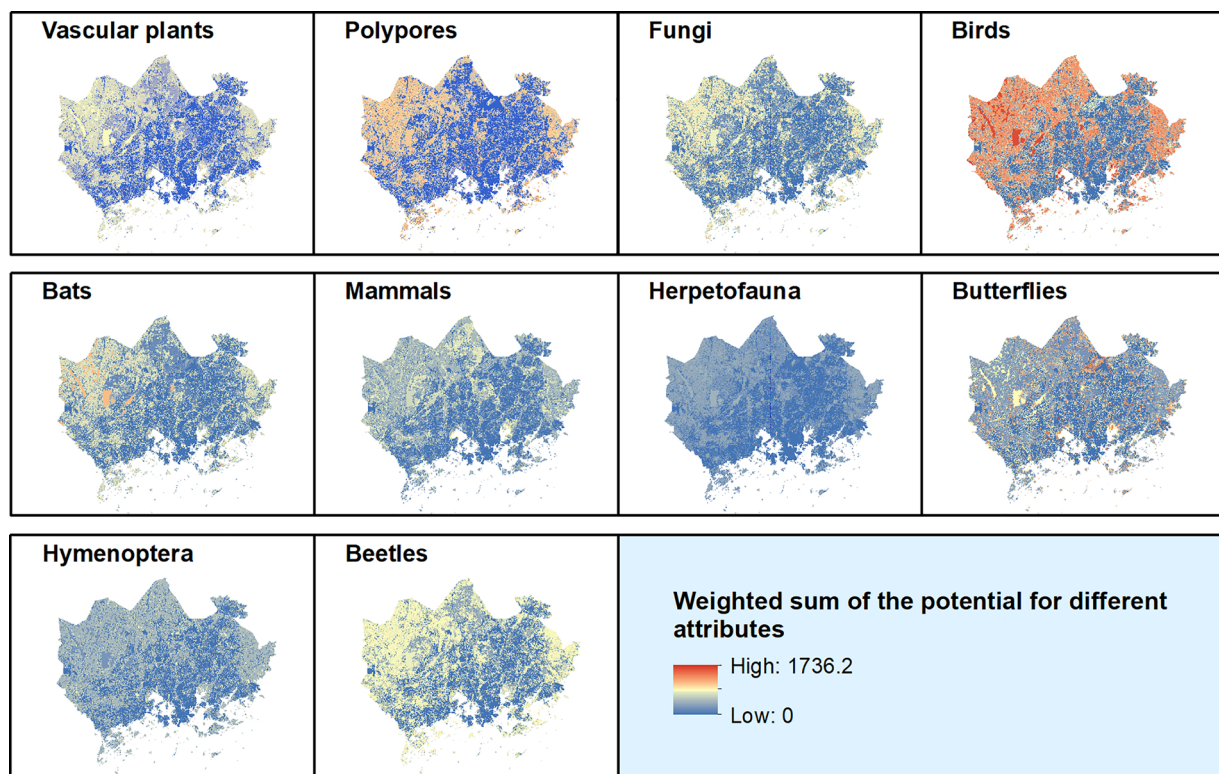 Vascular plants
Polypores
Fungi
Birds
Bats
Mammals
Herpetofauna
Butterflies
Hymenoptera
Beetles
Weighted sum of the potential for different
attributes
High: 1736.2
Low: 0